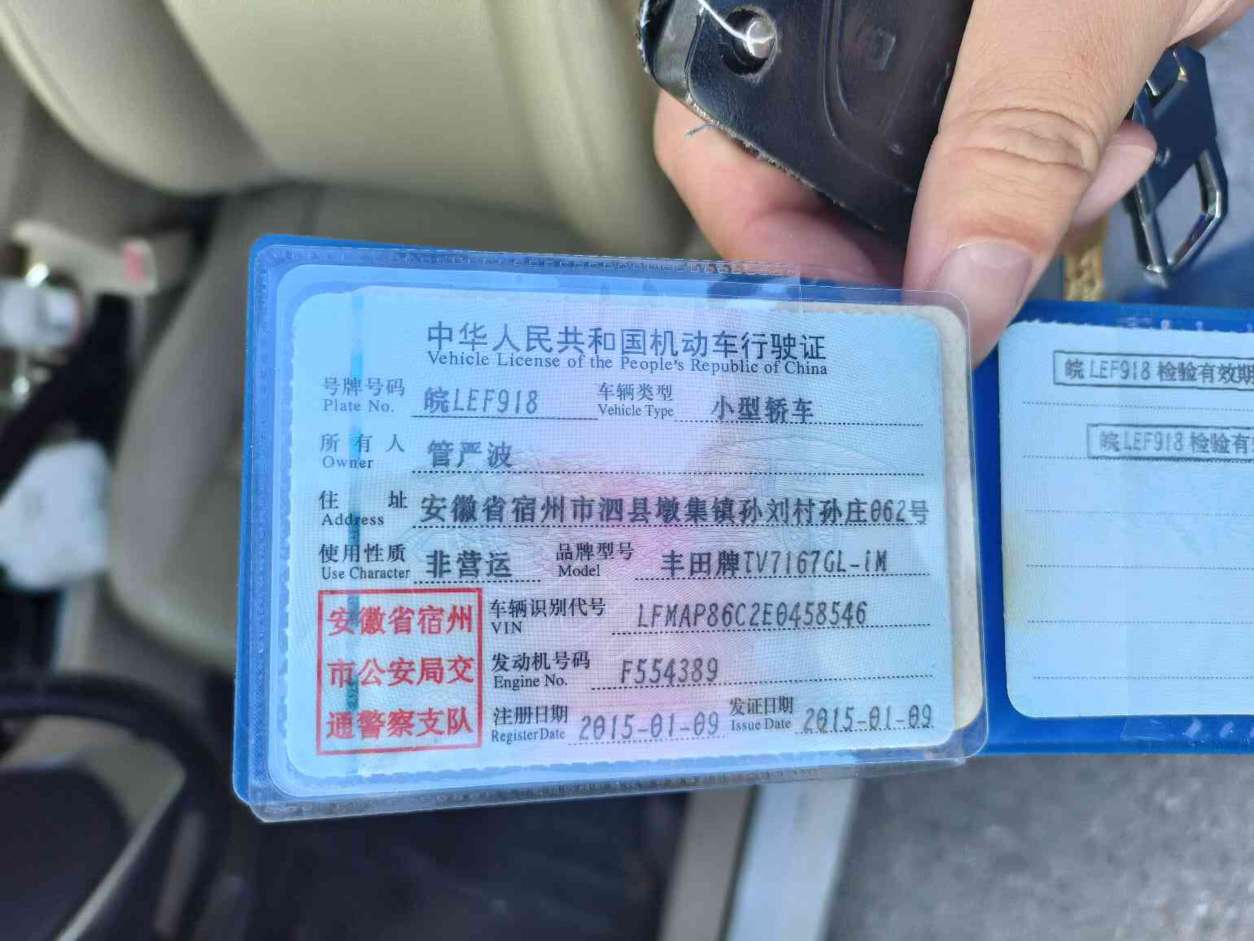 中华人民共和国机动车行驶证
Vehicle License of the People's Republic of China
号牌号码 皖LEF918 车辆类型 小型轿车
Plate No. Vehicle Type
所有人 管严波
Owner
住址 安徽省宿州市泗县墩集镇孙刘村孙庄062号
Address
使用性质 非营运 品牌型号 丰田牌TV7167GL-iM
Use Character Model
车辆识别代号 LFMAP86C2E0458546
VIN
发动机号码 F554389
Engine No.
注册日期 2015-01-09 发证日期 2015-01-09
Register Date Issue Date
安徽省宿州
市公安局交
通警察支队
皖LEF918 检验有效期
皖LEF918 检验有